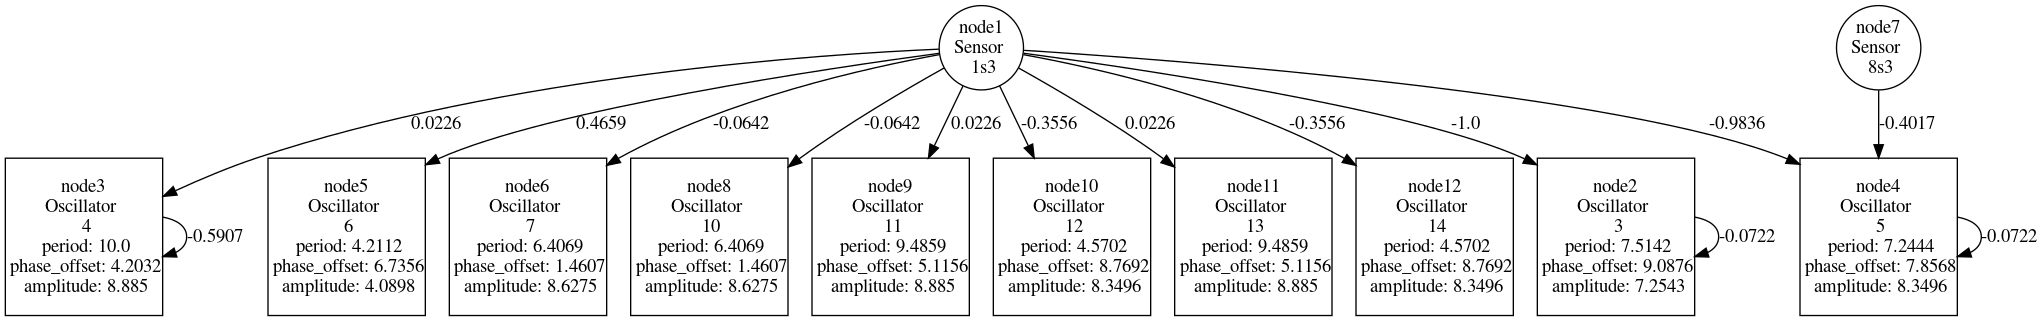 node1
Sensor
1s3
node7
Sensor
8s3
0.0226
0.4659
-0.0642
-0.0642
0.0226
-0.3556
0.0226
-0.3556
-1.0
-0.9836
-0.4017
node3
Oscillator
4
period: 10.0
phase_offset: 4.2032
amplitude: 8.885
-0.5907
node5
Oscillator
6
period: 4.2112
phase_offset: 6.7356
amplitude: 4.0898
node6
Oscillator
7
period: 6.4069
phase_offset: 1.4607
amplitude: 8.6275
node8
Oscillator
10
period: 6.4069
phase_offset: 1.4607
amplitude: 8.6275
node9
Oscillator
11
period: 9.4859
phase_offset: 5.1156
amplitude: 8.885
node10
Oscillator
12
period: 4.5702
phase_offset: 8.7692
amplitude: 8.3496
node11
Oscillator
13
period: 9.4859
phase_offset: 5.1156
amplitude: 8.885
node12
Oscillator
14
period: 4.5702
phase_offset: 8.7692
amplitude: 8.3496
node2
Oscillator
3
period: 7.5142
phase_offset: 9.0876
amplitude: 7.2543
-0.0722
node4
Oscillator
5
period: 7.2444
phase_offset: 7.8568
amplitude: 8.3496
-0.0722